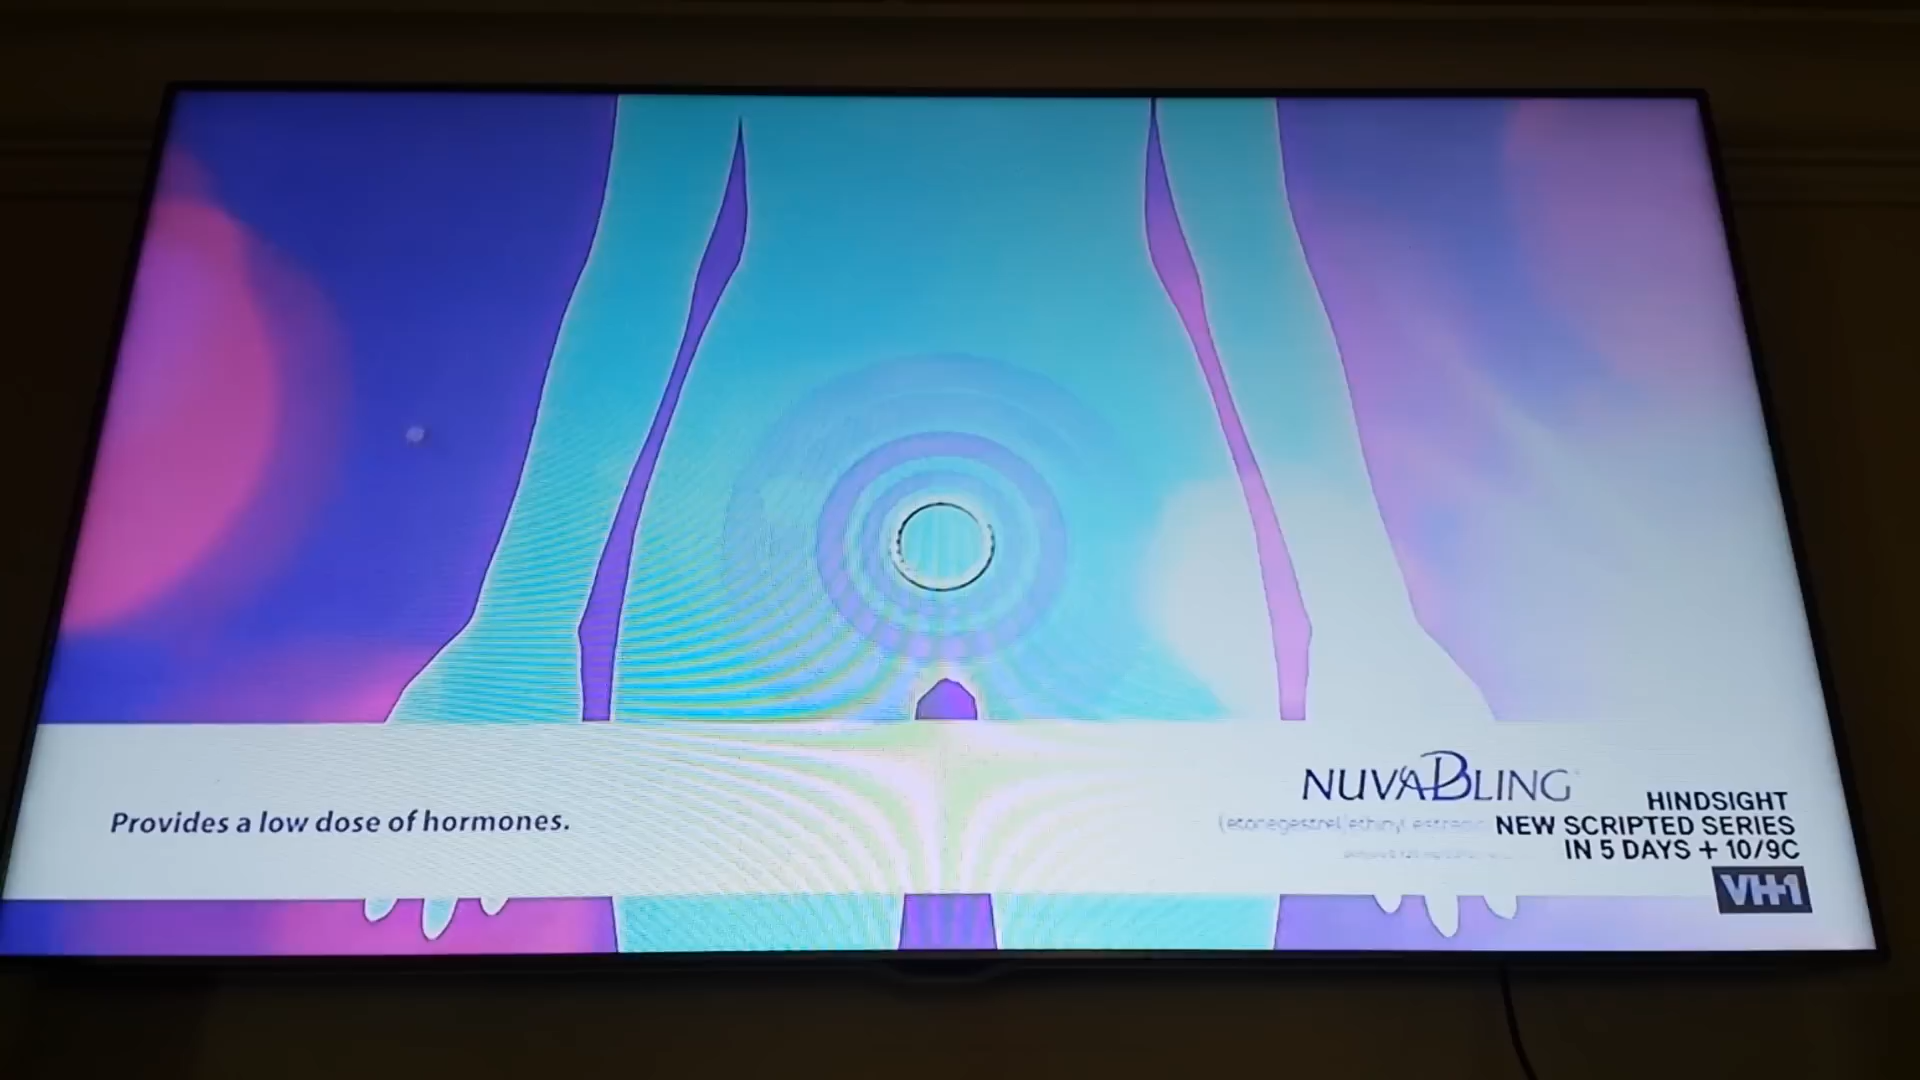 Provides a low dose of hormones.
NUVABLING
HINDSIGHT
NEW SCRIPTED SERIES
IN 5 DAYS + 10/9C
VH1